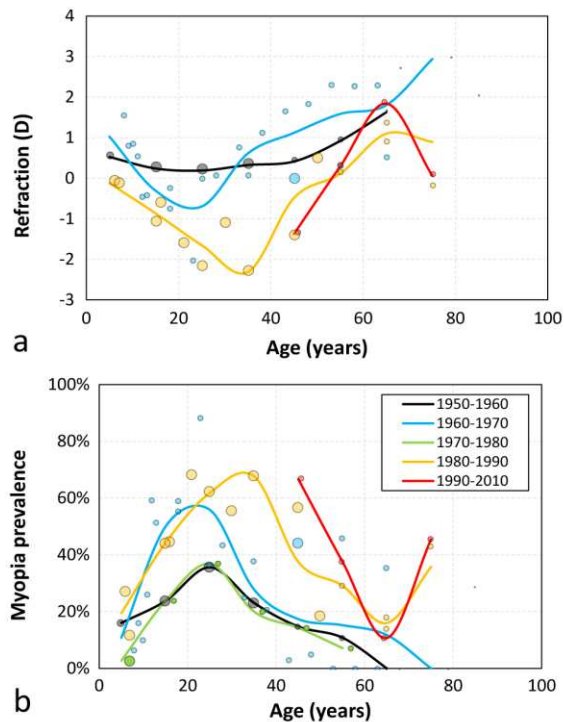 4
3
2
1
0
-1
-2
-3
Refraction (D)
0 20 40 60 80 100
Age (years)
a
100%
80%
60%
40%
20%
0%
Myopia prevalence
1950-1960
1960-1970
1970-1980
1980-1990
1990-2010
0 20 40 60 80 100
Age (years)
b